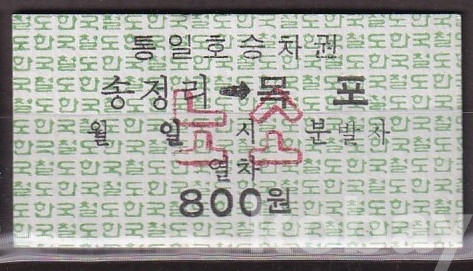 통일호승차권
송정리→목 포
월 일 시 분발차
열차
800원